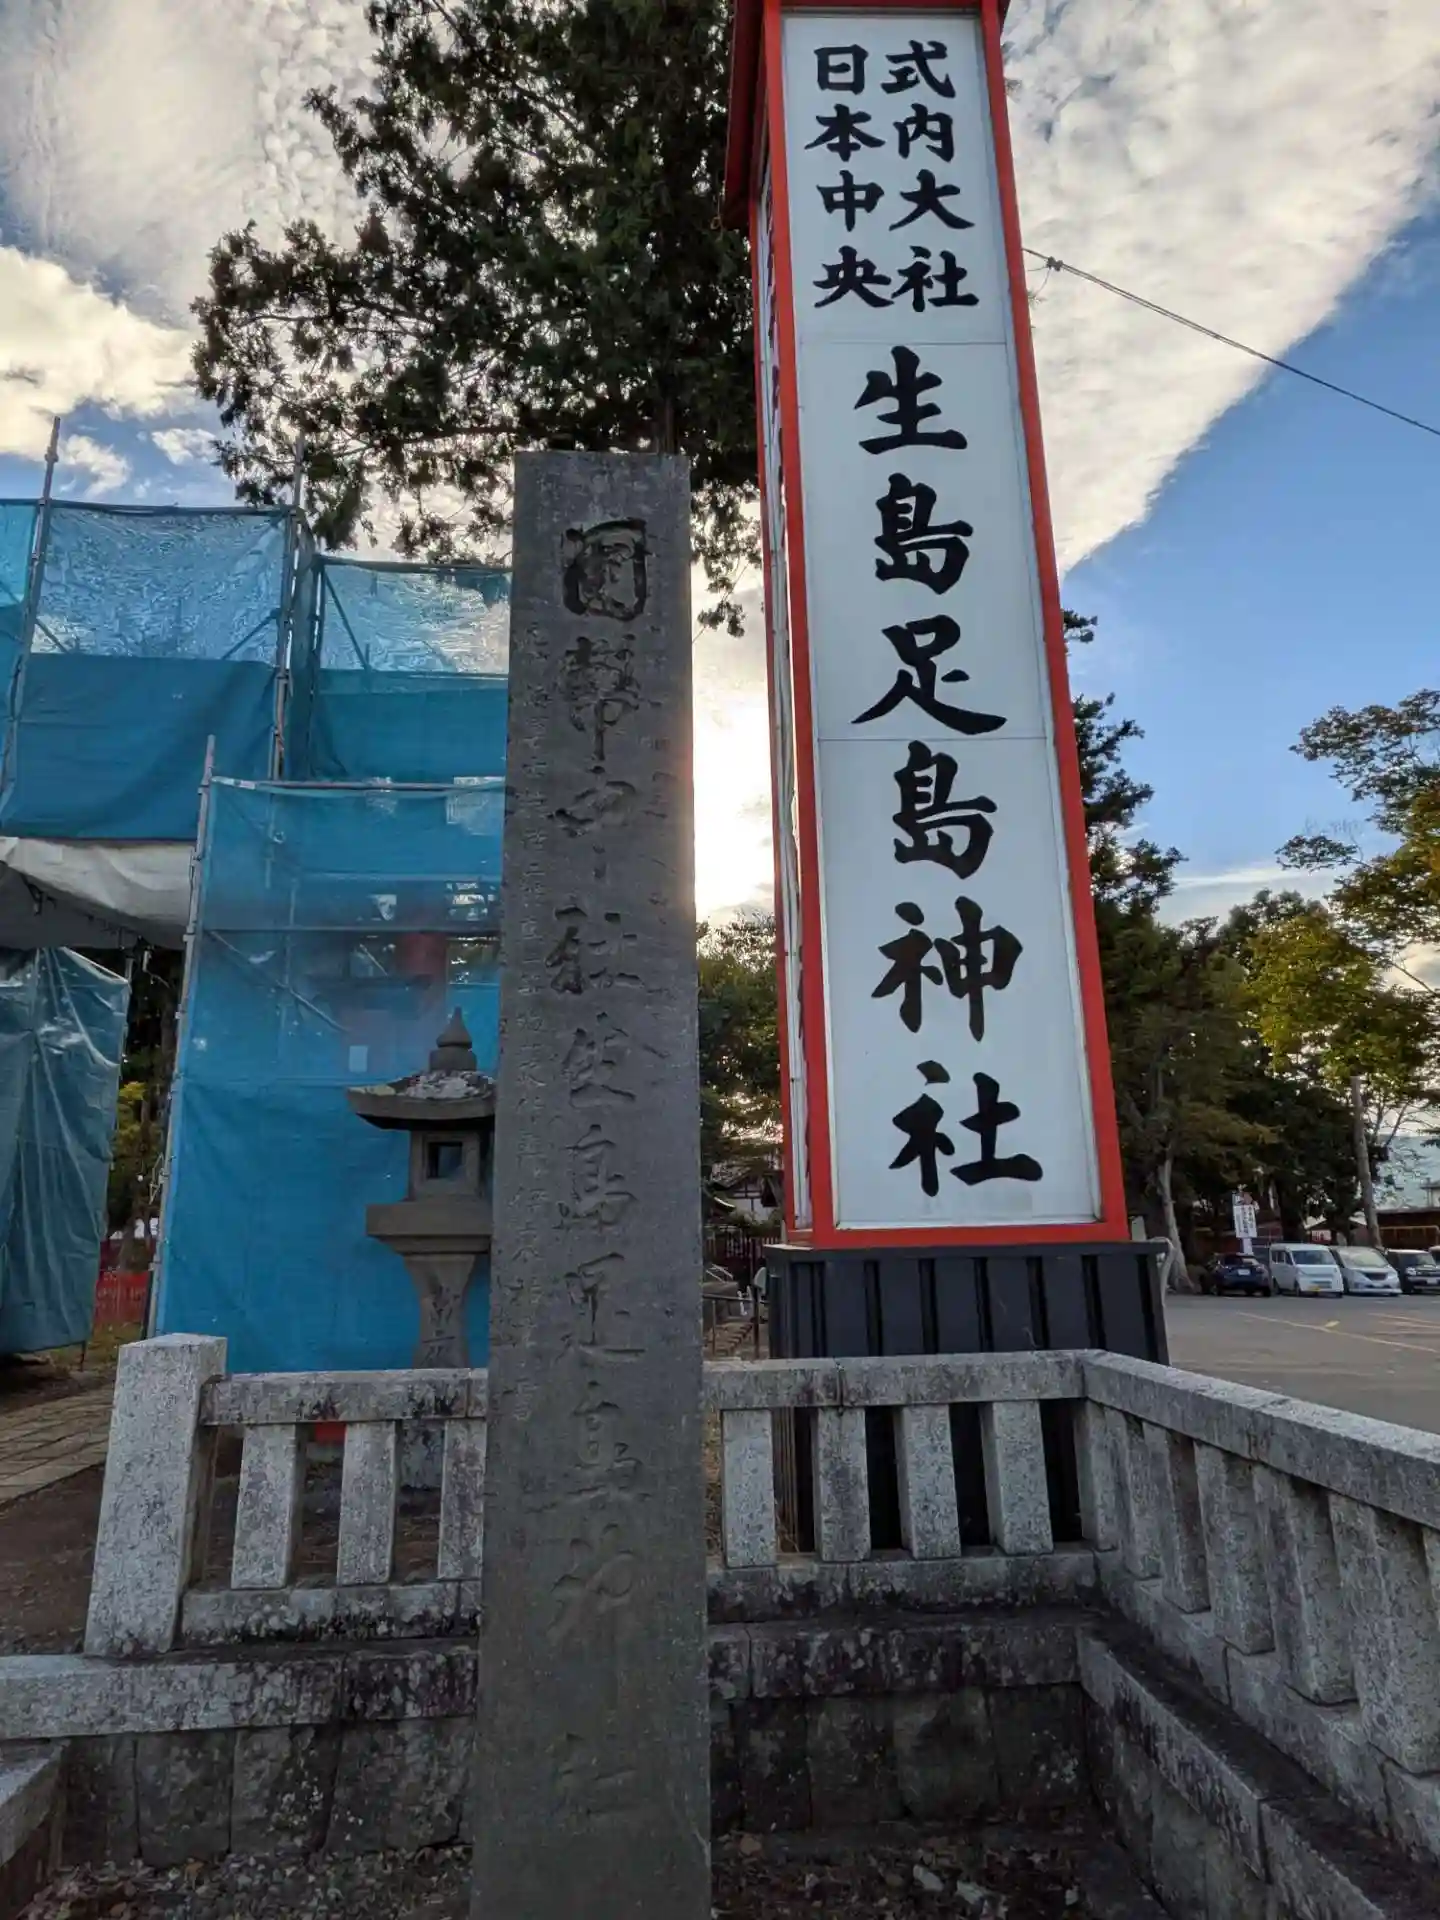 式内大社
日本中央
生島足島神社
國幣中社生島足島神社